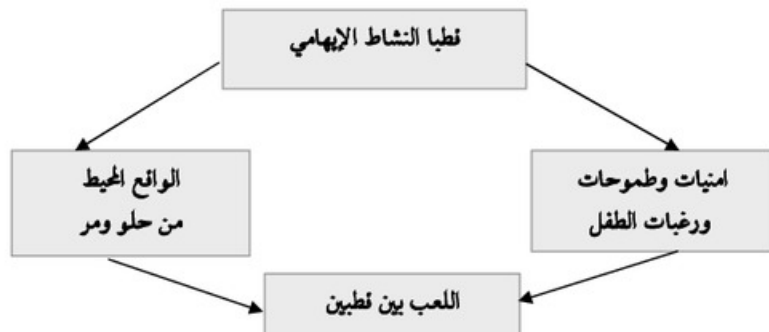 قطبا النشاط الإيهامي
امنيات وطموحات
ورغبات الطفل
الواقع المحيط
من حلو ومر
اللعب بين قطبين